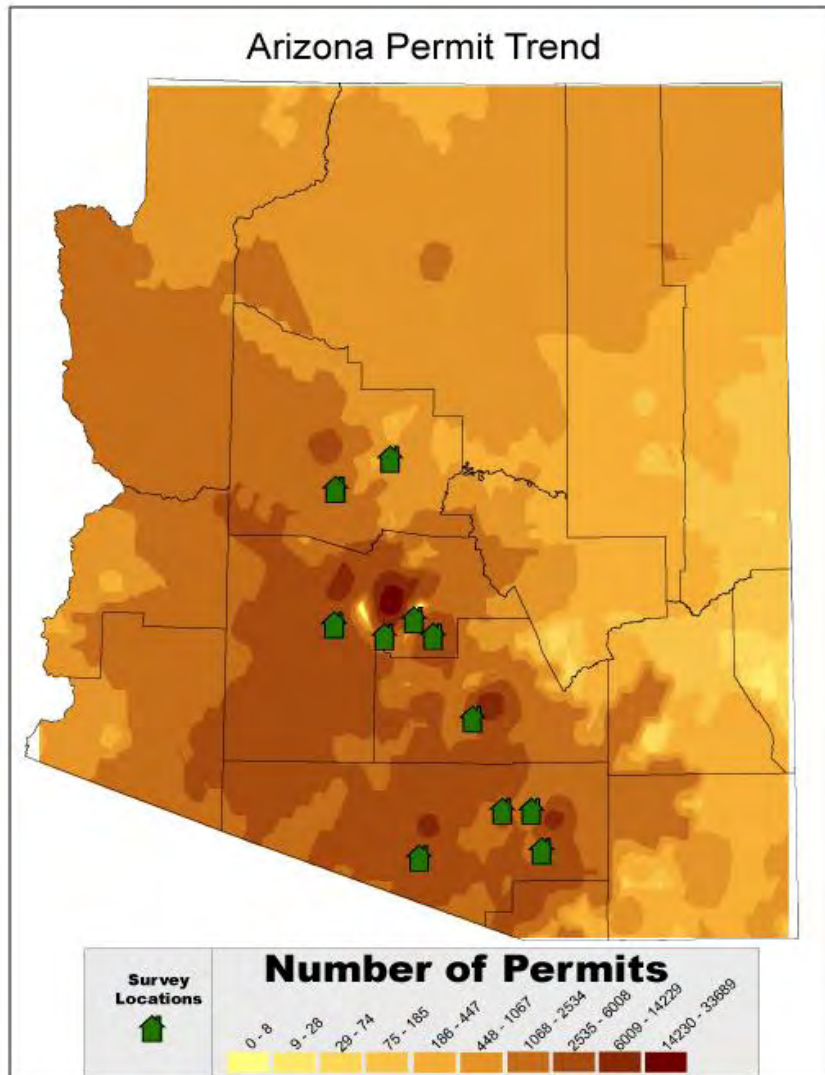 Arizona Permit Trend
Survey
Locations
Number of Permits
0 - 8
9 - 28
29 - 74
75 - 185
186 - 447
448 - 1067
1068 - 2534
2535 - 6008
6009 - 14229
14230 - 33689